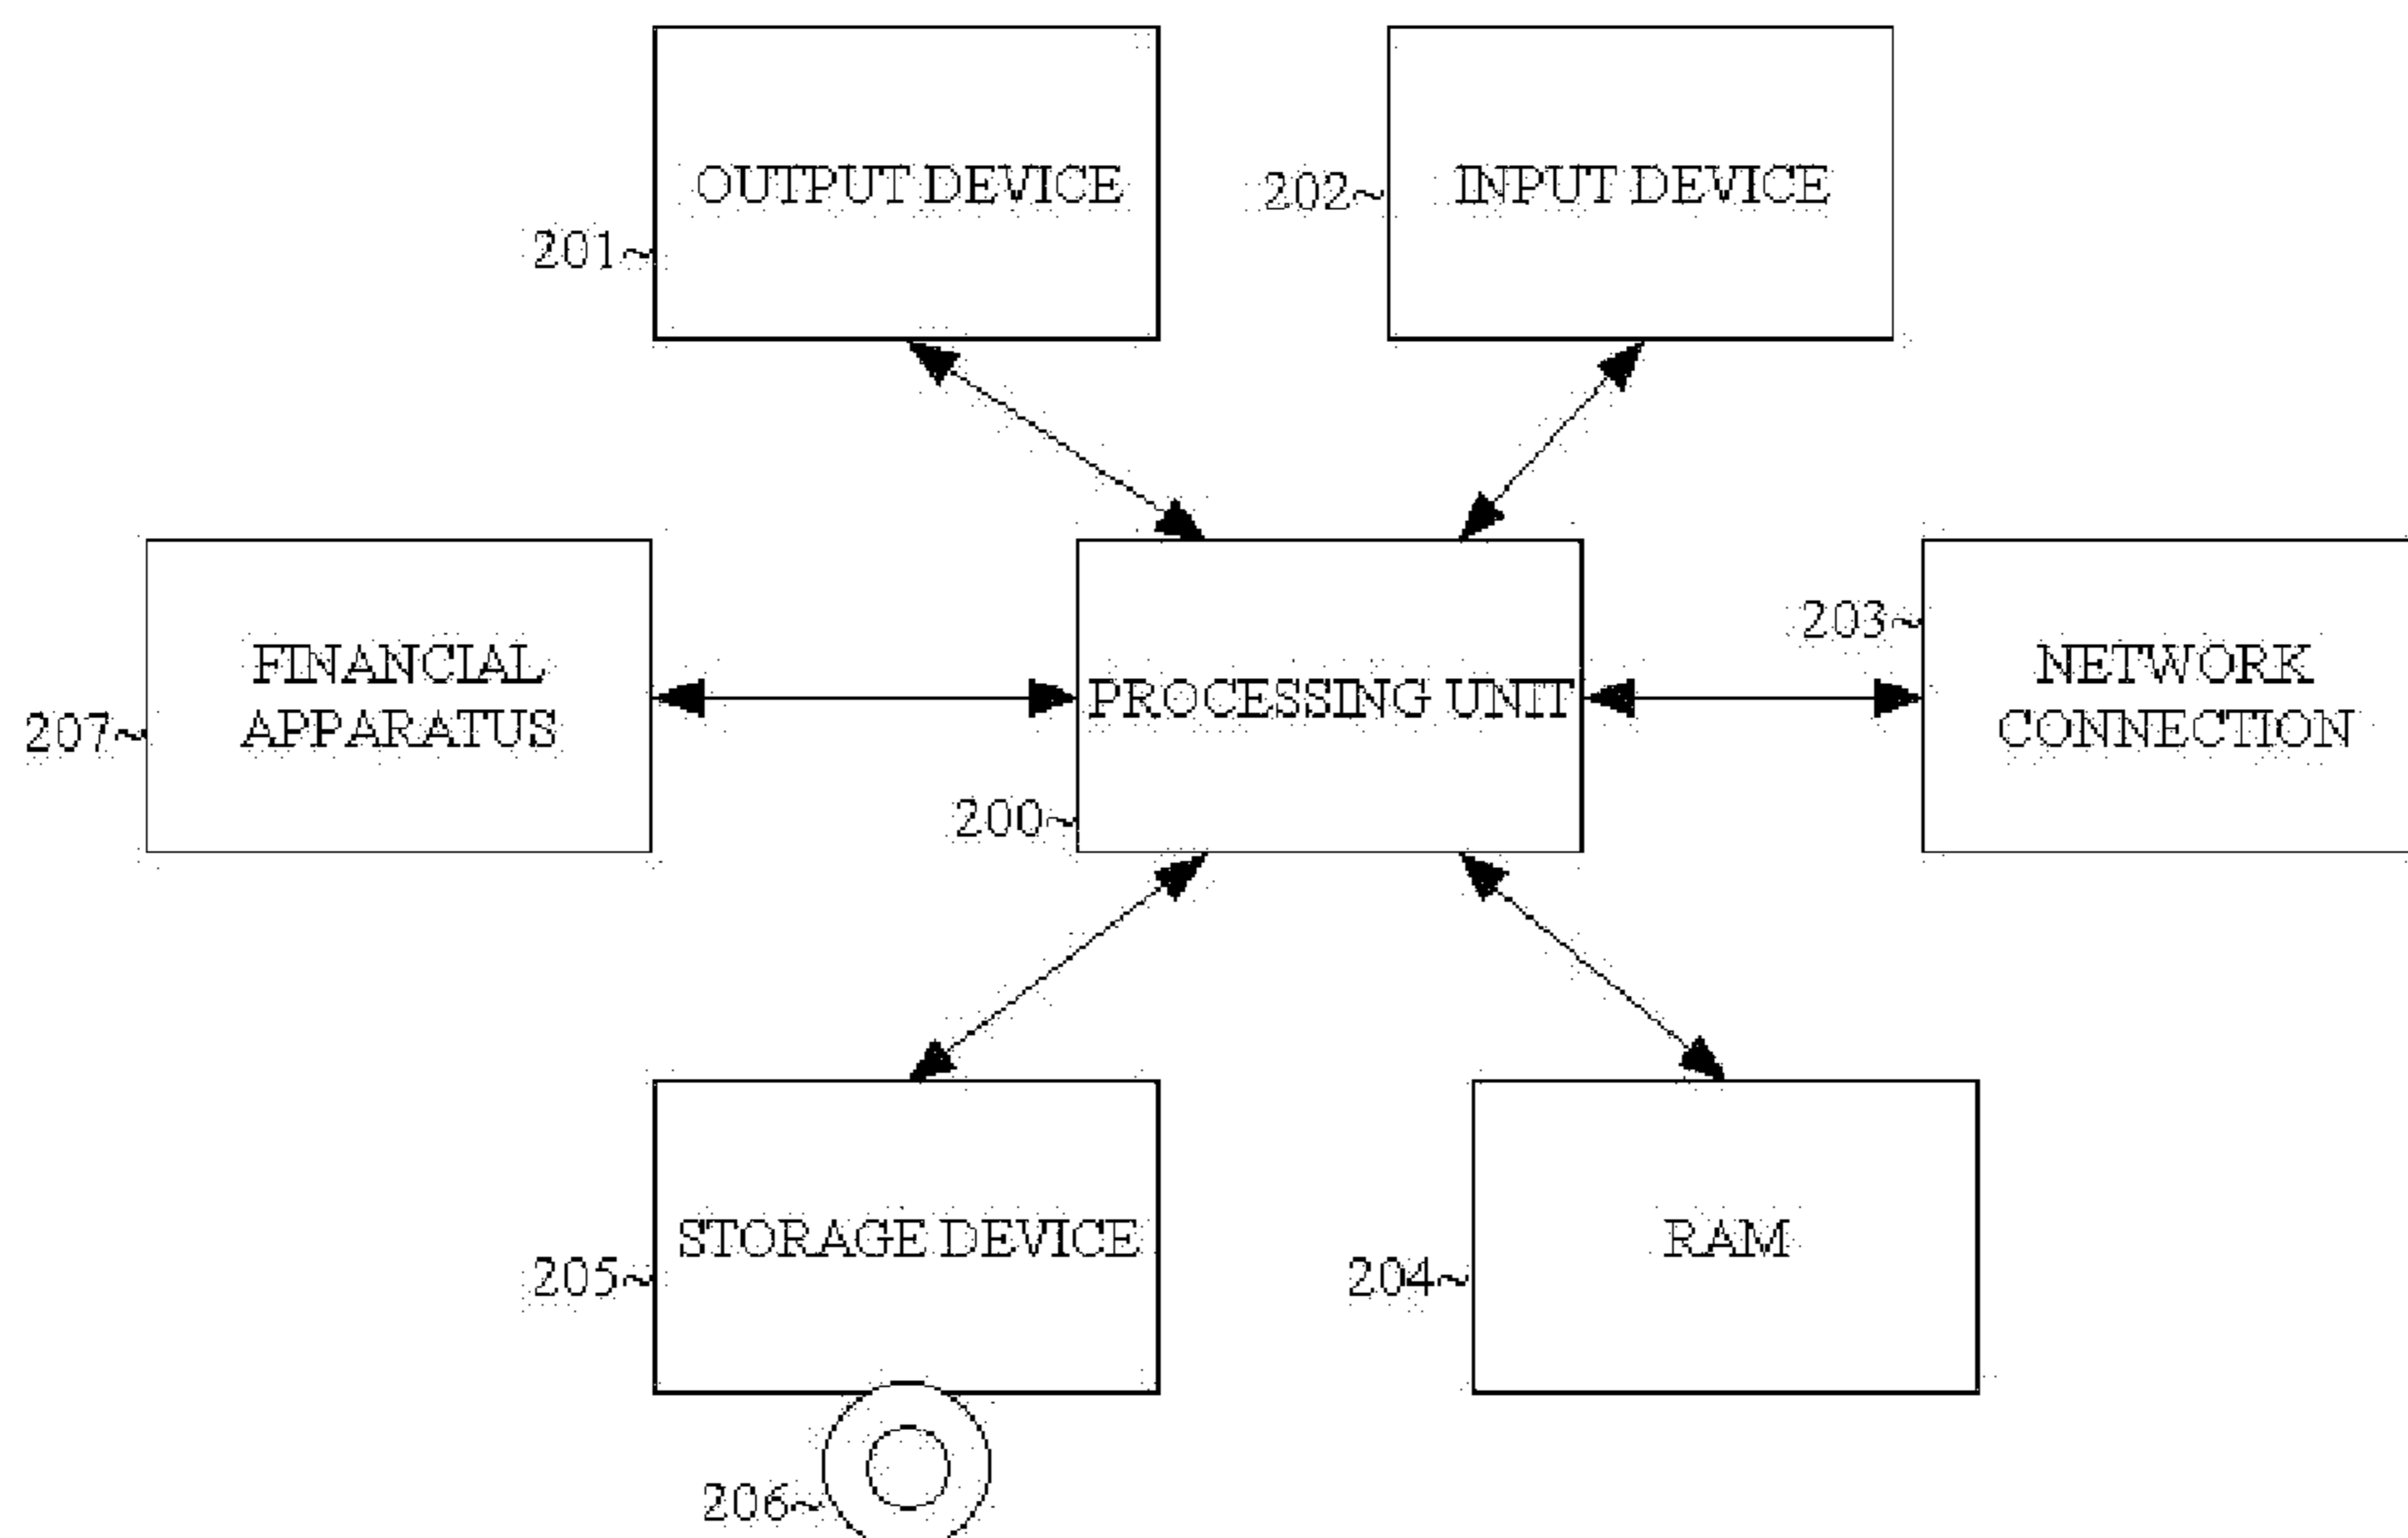 OUTPUT DEVICE
201~
INPUT DEVICE
202~
FINANCIAL
APPARATUS
207~
PROCESSING UNIT
200~
203~
NETWORK
CONNECTION
STORAGE DEVICE
205~
RAM
204~
206~